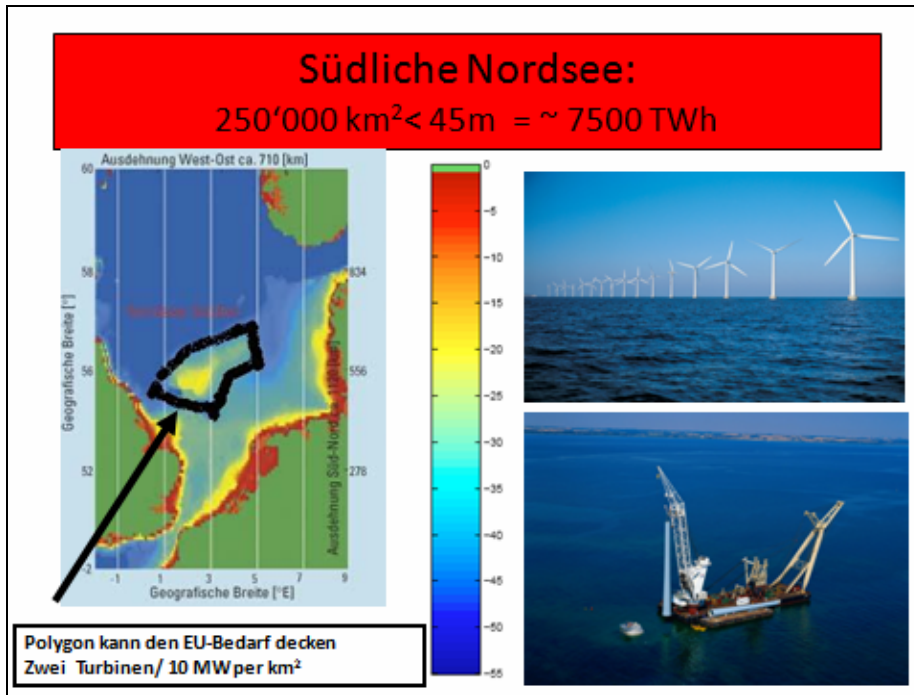 Südliche Nordsee:
250'000 km²< 45m = ~ 7500 TWh
Ausdehnung West-Ost ca. 710 [km]
60
58
56
52
-2
834
556
278
Geografische Breite [°]
Ausdehnung Süd-Nord
-1 1 3 5 7 9
Geografische Breite [°E]
0
-5
-10
-15
-20
-25
-30
-35
-40
-45
-50
-55
Polygon kann den EU-Bedarf decken
Zwei Turbinen/ 10 MW per km²